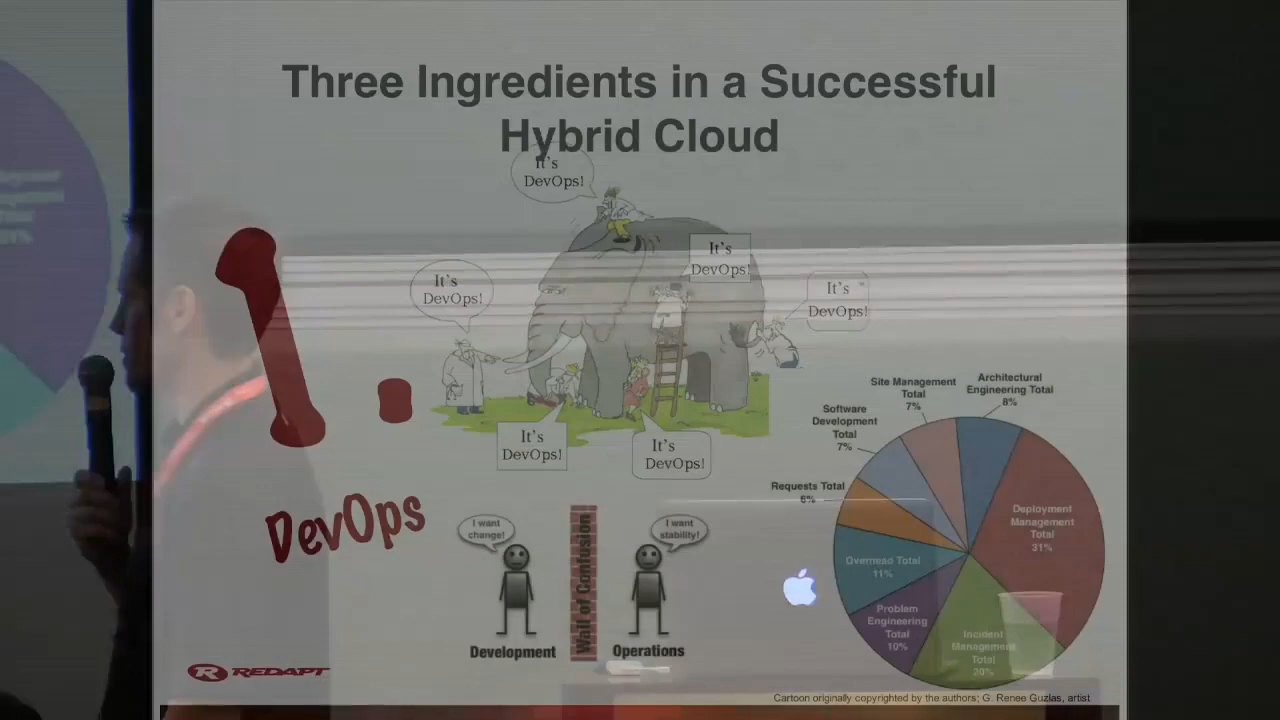 Three Ingredients in a Successful
Hybrid Cloud
It's
DevOps!
It's
DevOps!
It's
DevOps!
It's
DevOps!
It's
DevOps!
It's
DevOps!
1.
DevOps
I want
change!
Development
Wall of Confusion
I want
stability!
Operations
Site Management
Total
7%
Architectural
Engineering Total
8%
Software
Development
Total
7%
Requests Total
6%
Deployment
Management
Total
31%
Overhead Total
11%
Problem
Engineering
Total
10%
Incident
Management
Total
20%
REDAPT
Cartoon originally copyrighted by the authors; G. Renee Guzlas, artist